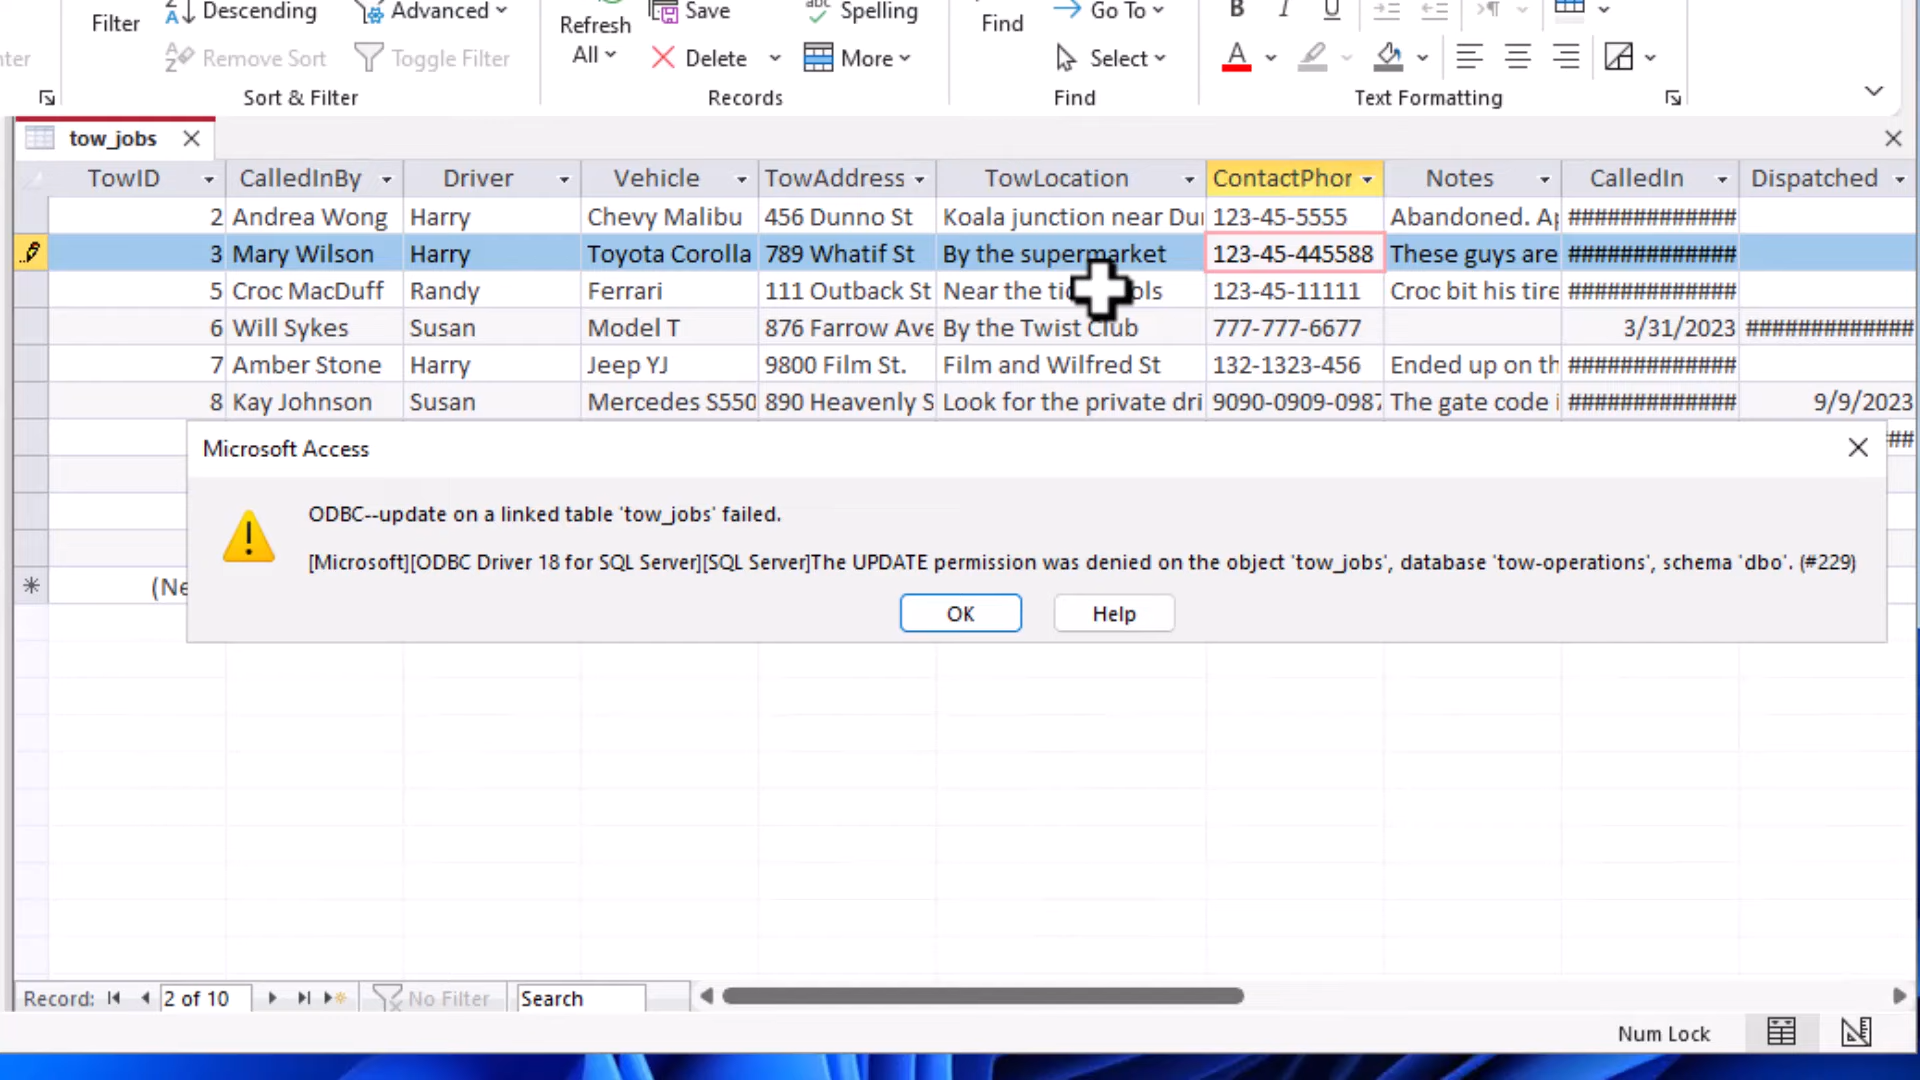 Filter
Descending
Advanced
Remove Sort
Toggle Filter
Sort & Filter
Refresh
All
Save
Delete
Spelling
More
Records
Find
Go To
Select
Find
B I U
A
Text Formatting
tow_jobs
TowID CalledInBy Driver Vehicle TowAddress TowLocation ContactPhor Notes CalledIn Dispatched
2 Andrea Wong Harry Chevy Malibu 456 Dunno St Koala junction near Dur 123-45-5555 Abandoned. Ap #############
3 Mary Wilson Harry Toyota Corolla 789 Whatif St By the supermarket 123-45-445588 These guys are #############
5 Croc MacDuff Randy Ferrari 111 Outback St Near the 123-45-11111 Croc bit his tire #############
6 Will Sykes Susan Model T 876 Farrow Ave By the Twist Club 777-777-6677 3/31/2023 #############
7 Amber Stone Harry Jeep YJ 9800 Film St. Film and Wilfred St 132-1323-456 Ended up on th #############
8 Kay Johnson Susan Mercedes S550 890 Heavenly S Look for the private dri 9090-0909-0987 The gate code i ############# 9/9/2023
##
(Ne
Microsoft Access
ODBC--update on a linked table 'tow_jobs' failed.
[Microsoft][ODBC Driver 18 for SQL Server][SQL Server]The UPDATE permission was denied on the object 'tow_jobs', database 'tow-operations', schema 'dbo'. (#229)
OK
Help
Record: 2 of 10 No Filter Search
Num Lock